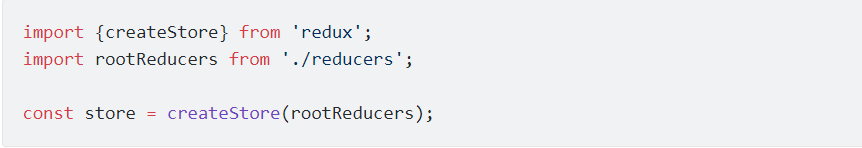 import {createStore} from 'redux';
import rootReducers from './reducers';
const store = createStore(rootReducers);